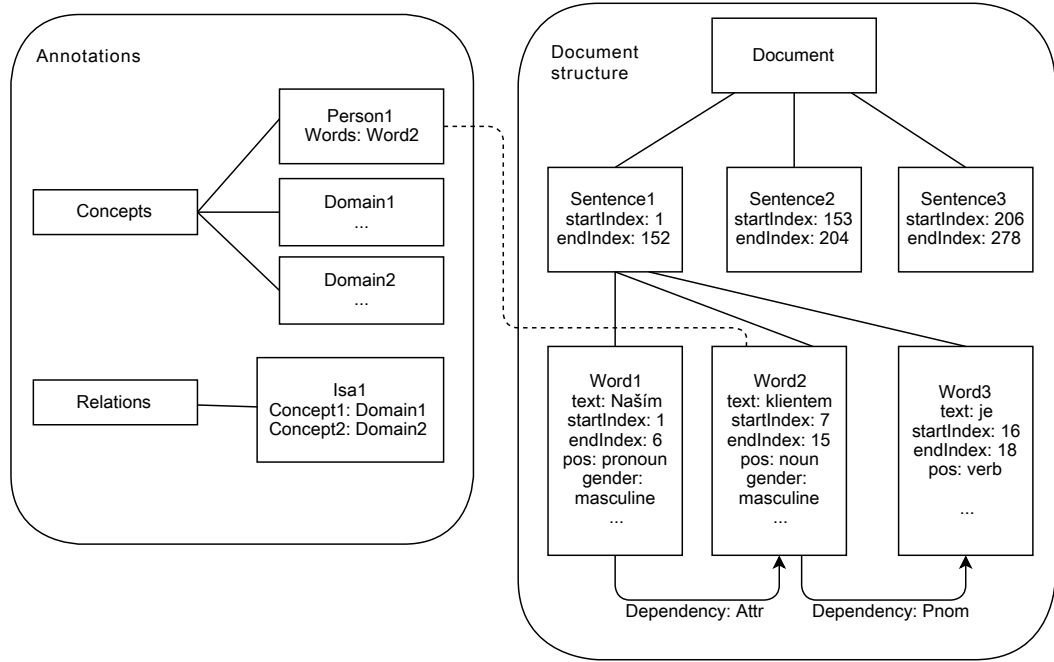 Annotations
Person1
Words: Word2
Concepts
Domain1
...
Domain2
...
Relations
Isa1
Concept1: Domain1
Concept2: Domain2
Document
structure
Document
Sentence1
startIndex: 1
endIndex: 152
Sentence2
startIndex: 153
endIndex: 204
Sentence3
startIndex: 206
endIndex: 278
Word1
text: Naším
startIndex: 1
endIndex: 6
pos: pronoun
gender:
masculine
...
Word2
text: klientem
startIndex: 7
endIndex: 15
pos: noun
gender:
masculine
...
Word3
text: je
startIndex: 16
endIndex: 18
pos: verb
...
Dependency: Attr
Dependency: Pnom